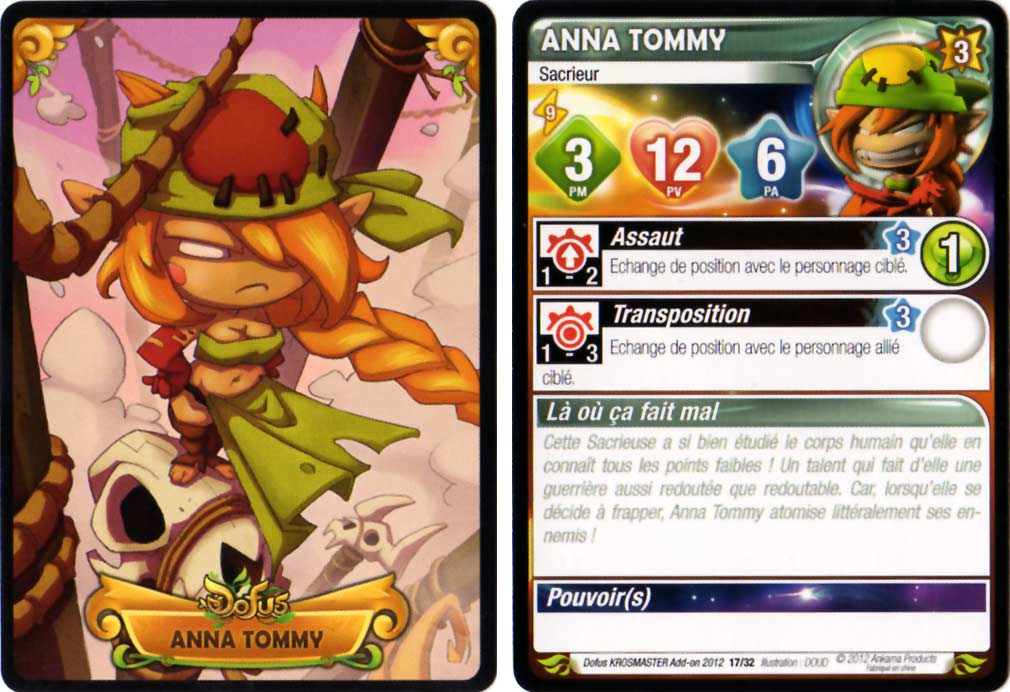 DOFUS
ANNA TOMMY
ANNA TOMMY
3
Sacrieur
9
3
PM
12
PV
6
PA
Assaut
3
1
1 - 2
Echange de position avec le personnage ciblé.
Transposition
3
1 - 3
Echange de position avec le personnage allié
ciblé.
Là où ça fait mal
Cette Sacrieuse a si bien étudié le corps humain qu'elle en
connaît tous les points faibles ! Un talent qui fait d'elle une
guerrière aussi redoutée que redoutable. Car, lorsqu'elle se
décide à frapper, Anna Tommy atomise littéralement ses en-
nemis !
Pouvoir(s)
Dofus KROSMASTER Add-on 2012 17/32 Illustration : DOUD © 2012 Ankama Products
Fabriqué en chine